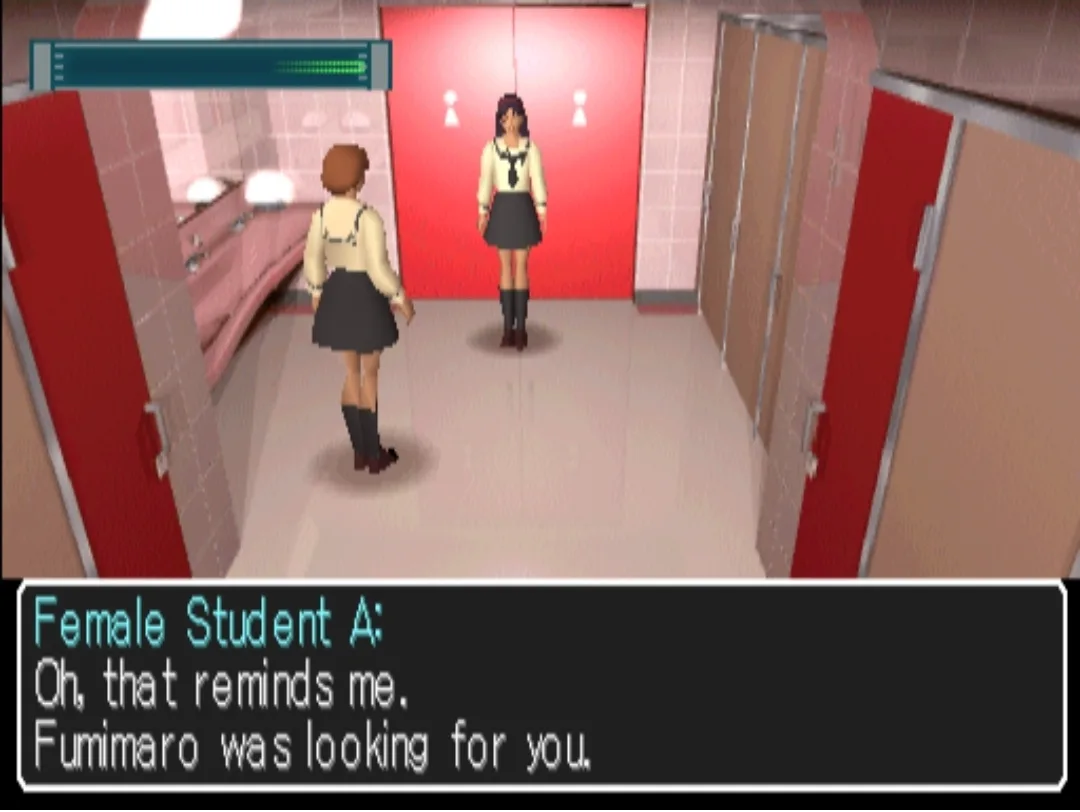 Female Student A:
Oh, that reminds me.
Fumimaro was looking for you.